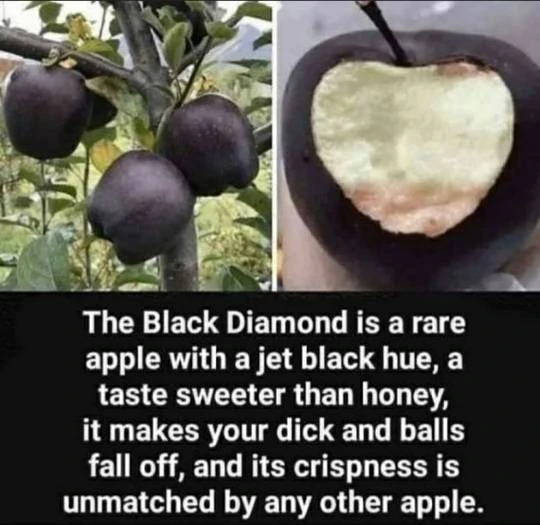 The Black Diamond is a rare
apple with a jet black hue, a
taste sweeter than honey,
it makes your dick and balls
fall off, and its crispness is
unmatched by any other apple.